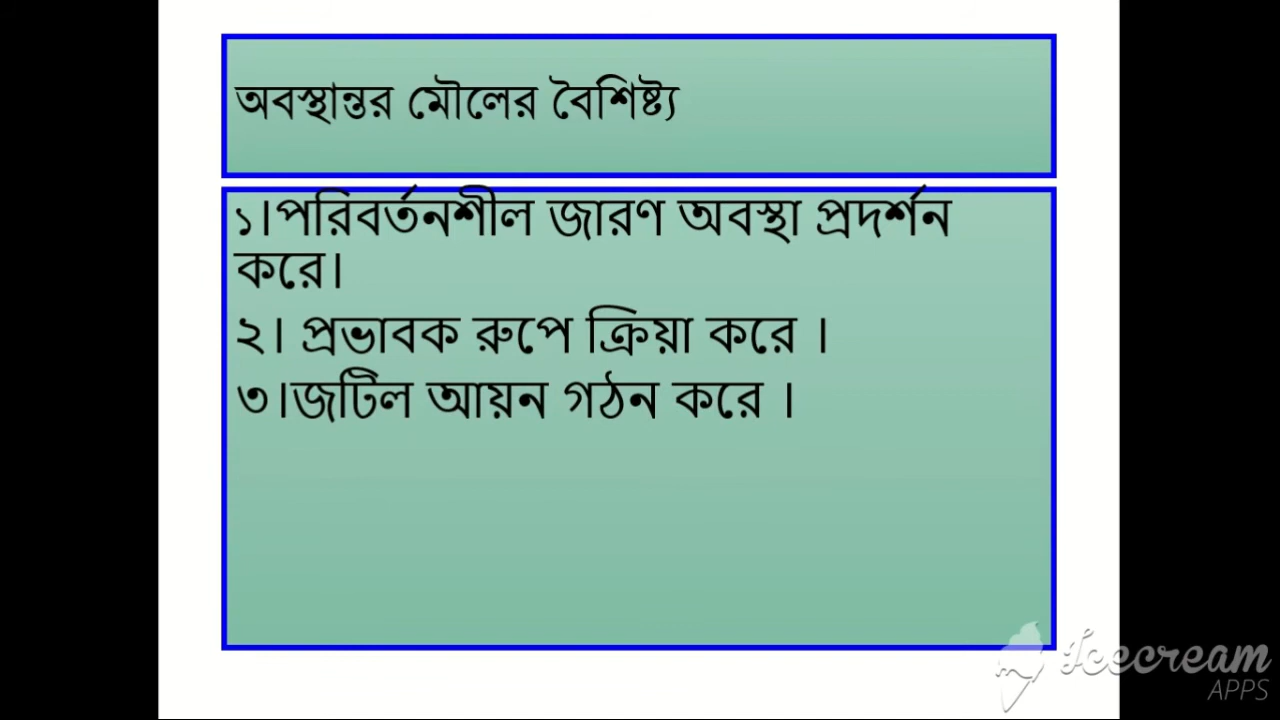 অবস্থান্তর মৌলের বৈশিষ্ট্য
১।পরিবর্তনশীল জারণ অবস্থা প্রদর্শন
করে।
২। প্রভাবক রুপে ক্রিয়া করে ।
৩।জটিল আয়ন গঠন করে ।
Icecream
APPS